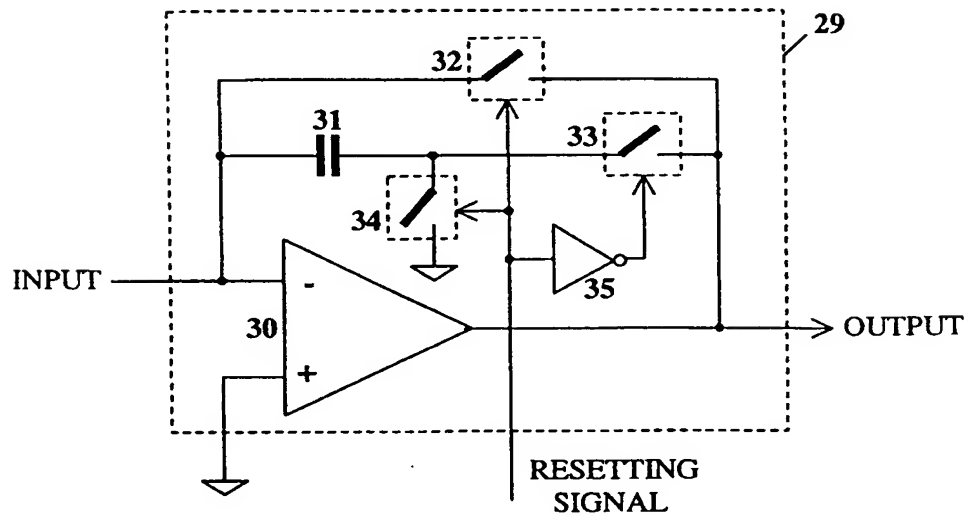 29
32
31
33
34
INPUT
-
30
35
OUTPUT
+
RESETTING
SIGNAL